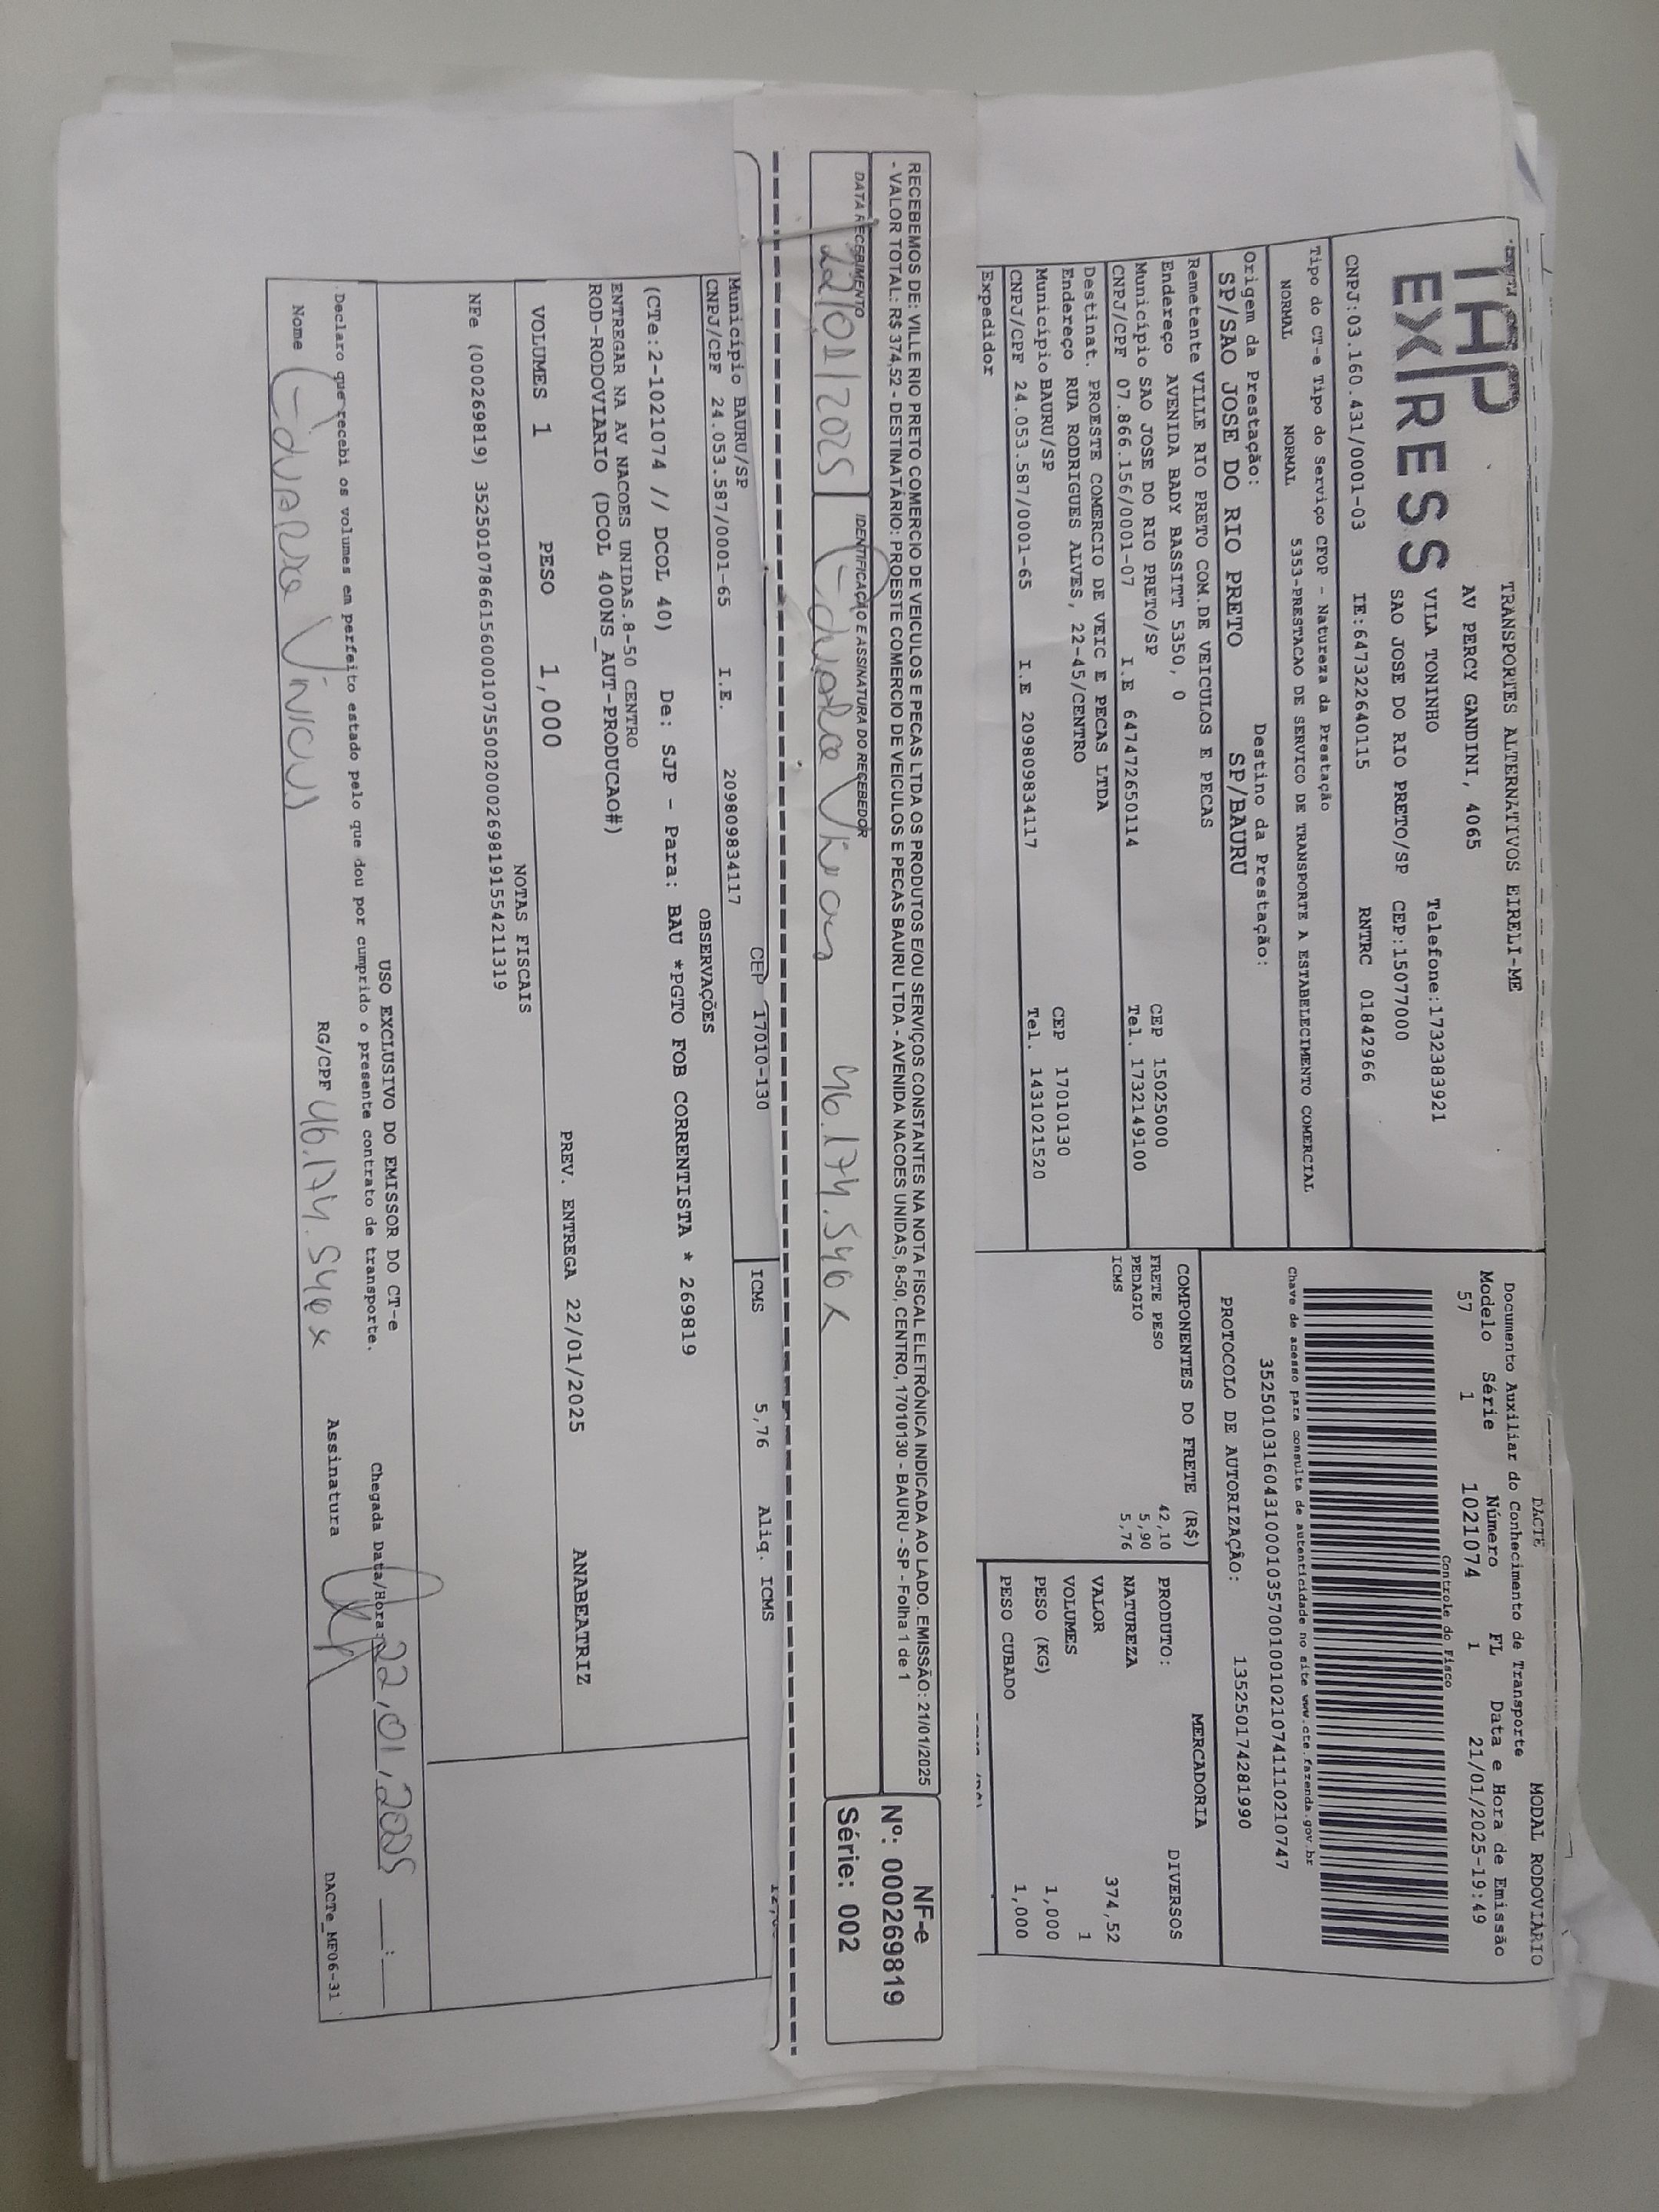 TAP
EXPRESS
TRANSPORTES ALTERNATIVOS EIRELI-ME
AV PERCY GANDINI, 4065
VILA TONINHO Telefone:1732383921
SAO JOSE DO RIO PRETO/SP CEP:15077000
CNPJ:03.160.431/0001-03 IE:647322640115 RNTRC 01842966
Tipo do CT-e Tipo do Serviço CFOP - Natureza da Prestação
NORMAL NORMAL 5353-PRESTACAO DE SERVICO DE TRANSPORTE A ESTABELECIMENTO COMERCIAL
Origem da Prestação: Destino da Prestação:
SP/SAO JOSE DO RIO PRETO SP/BAURU
Remetente VILLE RIO PRETO COM.DE VEICULOS E PECAS
Endereço AVENIDA BADY BASSITT 5350, 0 CEP 15025000
Município SAO JOSE DO RIO PRETO/SP Tel. 1732149100
CNPJ/CPF 07.866.156/0001-07 I.E 647472650114
Destinat. PROESTE COMERCIO DE VEIC E PECAS LTDA
Endereço RUA RODRIGUES ALVES, 22-45/CENTRO CEP 17010130
Município BAURU/SP Tel. 1431021520
CNPJ/CPF 24.053.587/0001-65 I.E 209809834117
Expedidor
DACTE MODAL RODOVIÁRIO
Documento Auxiliar do Conhecimento de Transporte
Modelo Série Número FL Data e Hora de Emissão
57 1 1021074 1 21/01/2025-19:49
Controle do Fisco
Chave de acesso para consulta de autenticidade no site www.cte.fazenda.gov.br
35250103160431000103570010010210741110210747
PROTOCOLO DE AUTORIZAÇÃO: 135250174281990
COMPONENTES DO FRETE (R$)
FRETE PESO 42,10
PEDAGIO 5,90
ICMS 5,76
MERCADORIA
PRODUTO: DIVERSOS
NATUREZA
VALOR 374,52
VOLUMES 1
PESO (KG) 1,000
PESO CUBADO 1,000
RECEBEMOS DE: VILLE RIO PRETO COMERCIO DE VEICULOS E PECAS LTDA OS PRODUTOS E/OU SERVIÇOS CONSTANTES NA NOTA FISCAL ELETRÔNICA INDICADA AO LADO. EMISSÃO: 21/01/2025
- VALOR TOTAL: R$ 374,52 - DESTINATÁRIO: PROESTE COMERCIO DE VEICULOS E PECAS BAURU LTDA - AVENIDA NACOES UNIDAS, 8-50, CENTRO, 17010130 - BAURU - SP - Folha 1 de 1
DATA RECEBIMENTO IDENTIFICAÇÃO E ASSINATURA DO RECEBEDOR
22/01/2025 Eduardo Vinicius 46.174.546 x
NF-e
Nº: 000269819
Série: 002
Município BAURU/SP CEP 17010-130
CNPJ/CPF 24.053.587/0001-65 I.E. 209809834117
ICMS 5,76 Aliq. ICMS
OBSERVAÇÕES
(CTe:2-1021074 // DCOL 40) De: SJP - Para: BAU *PGTO FOB CORRENTISTA * 269819
ENTREGAR NA AV NACOES UNIDAS.8-50 CENTRO
ROD-RODOVIARIO (DCOL 400NS_AUT-PRODUCAO#)
VOLUMES 1 PESO 1,000 PREV. ENTREGA 22/01/2025 ANABEATRIZ
NOTAS FISCAIS
NFe (000269819) 35250107866156000107550020002698191554211319
USO EXCLUSIVO DO EMISSOR DO CT-e
Declaro que recebi os volumes em perfeito estado pelo que dou por cumprido o presente contrato de transporte.
Chegada Data/Hora: 22/01/2025 __:__
Nome Eduardo Vinicius RG/CPF 46.174.546 x Assinatura
DACTe_MF06-31